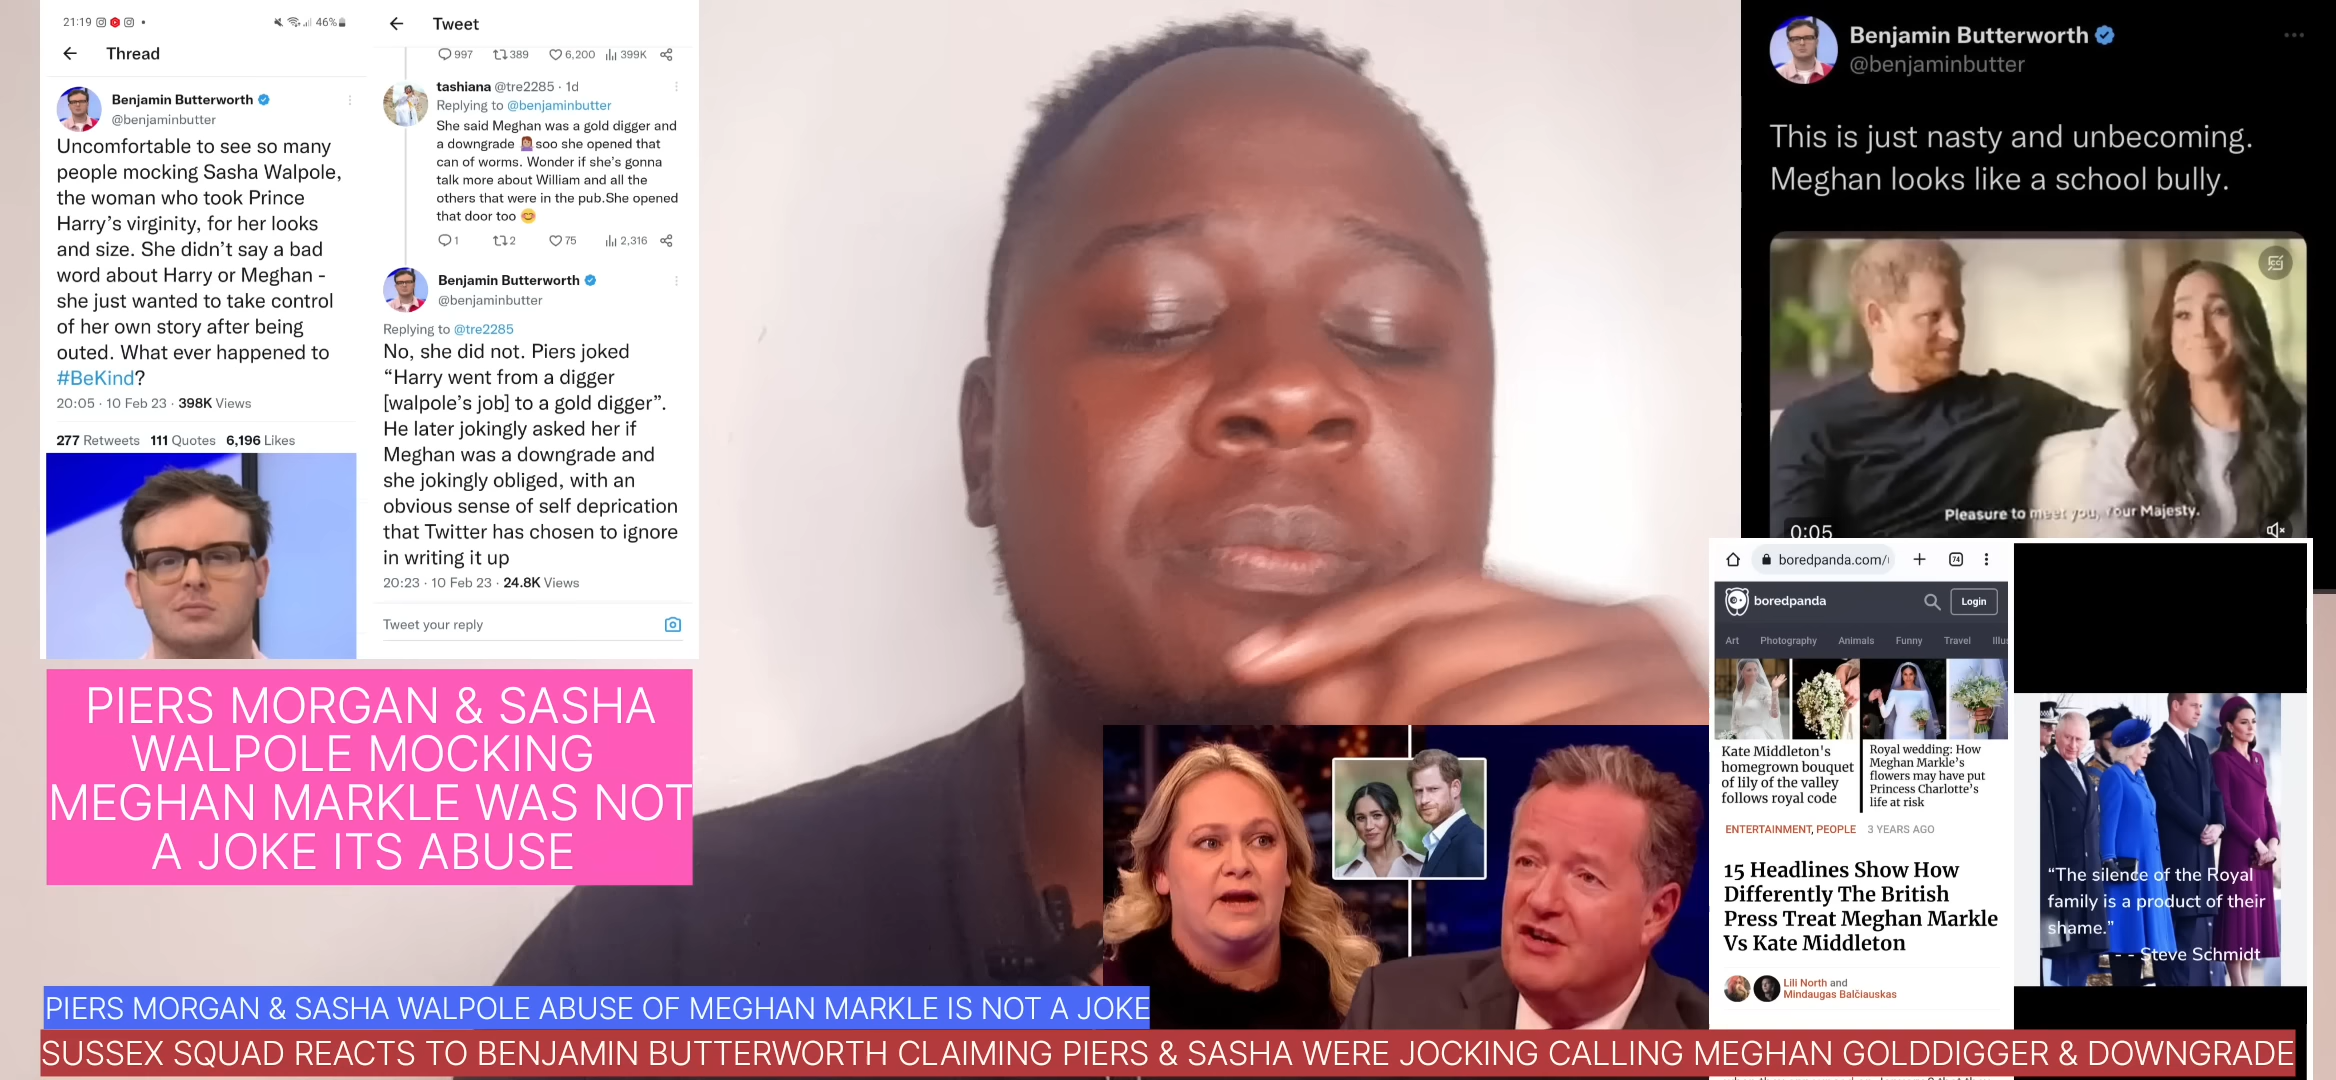 21:19
46%
Thread
Benjamin Butterworth
@benjaminbutter
Uncomfortable to see so many
people mocking Sasha Walpole,
the woman who took Prince
Harry's virginity, for her looks
and size. She didn't say a bad
word about Harry or Meghan -
she just wanted to take control
of her own story after being
outed. What ever happened to
#BeKind?
20:05 · 10 Feb 23 · 398K Views
277 Retweets 111 Quotes 6,196 Likes
Tweet
997 389 6,200 399K
tashiana @tre2285 · 1d
Replying to @benjaminbutter
She said Meghan was a gold digger and
a downgrade 🤷🏽‍♀️soo she opened that
can of worms. Wonder if she's gonna
talk more about William and all the
others that were in the pub.She opened
that door too 😊
1 2 75 2,316
Benjamin Butterworth
@benjaminbutter
Replying to @tre2285
No, she did not. Piers joked
“Harry went from a digger
[walpole's job] to a gold digger”.
He later jokingly asked her if
Meghan was a downgrade and
she jokingly obliged, with an
obvious sense of self deprication
that Twitter has chosen to ignore
in writing it up
20:23 · 10 Feb 23 · 24.8K Views
Tweet your reply
PIERS MORGAN & SASHA
WALPOLE MOCKING
MEGHAN MARKLE WAS NOT
A JOKE ITS ABUSE
Benjamin Butterworth
@benjaminbutter
This is just nasty and unbecoming.
Meghan looks like a school bully.
Pleasure to meet you, Your Majesty.
0:05
boredpanda.com/
74
boredpanda
Login
Art Photography Animals Funny Travel Illu
Kate Middleton's
homegrown bouquet
of lily of the valley
follows royal code
Royal wedding: How
Meghan Markle's
flowers may have put
Princess Charlotte's
life at risk
ENTERTAINMENT, PEOPLE 3 YEARS AGO
15 Headlines Show How
Differently The British
Press Treat Meghan Markle
Vs Kate Middleton
Lili North and
Mindaugas Balčiauskas
“The silence of the Royal
family is a product of their
shame.”
- - Steve Schmidt
PIERS MORGAN & SASHA WALPOLE ABUSE OF MEGHAN MARKLE IS NOT A JOKE
SUSSEX SQUAD REACTS TO BENJAMIN BUTTERWORTH CLAIMING PIERS & SASHA WERE JOCKING CALLING MEGHAN GOLDDIGGER & DOWNGRADE